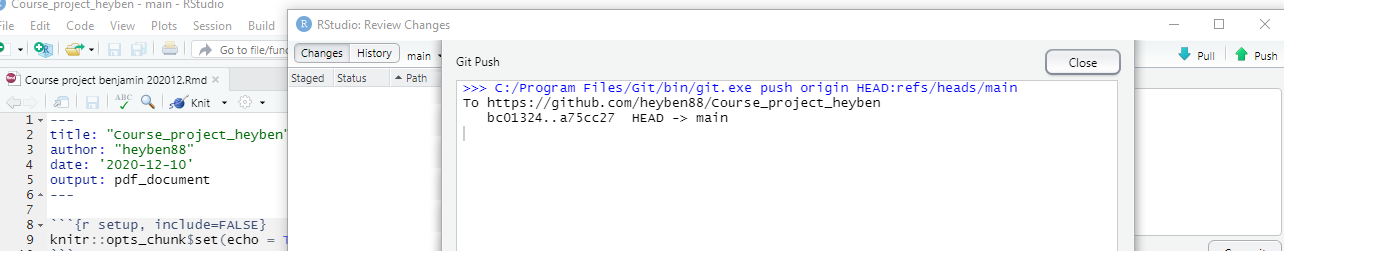 Course_project_heyben - main - RStudio
File Edit Code View Plots Session Build
Go to file/func
Course project benjamin 202012.Rmd
ABC Knit
1 ---
2 title: "Course_project_heyben"
3 author: "heyben88"
4 date: '2020-12-10'
5 output: pdf_document
6 ---
7
8 ```{r setup, include=FALSE}
9 knitr::opts_chunk$set(echo = T
R RStudio: Review Changes
Changes History main
Staged Status Path
Git Push
Close
Pull Push
>>> C:/Program Files/Git/bin/git.exe push origin HEAD:refs/heads/main
To https://github.com/heyben88/Course_project_heyben
bc01324..a75cc27 HEAD -> main